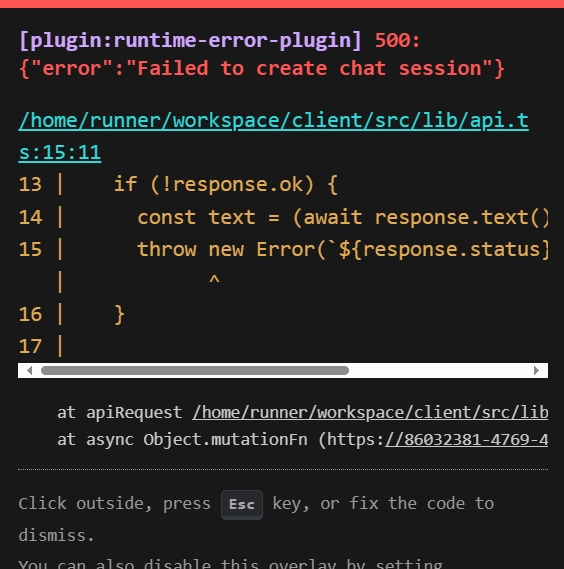 [plugin:runtime-error-plugin] 500:
{"error":"Failed to create chat session"}
/home/runner/workspace/client/src/lib/api.t
s:15:11
13 |    if (!response.ok) {
14 |      const text = (await response.text()
15 |      throw new Error(`${response.status}
   |            ^
16 |    }
17 |
at apiRequest /home/runner/workspace/client/src/lib
at async Object.mutationFn (https://86032381-4769-4
Click outside, press Esc key, or fix the code to
dismiss.
You can also disable this overlay by setting